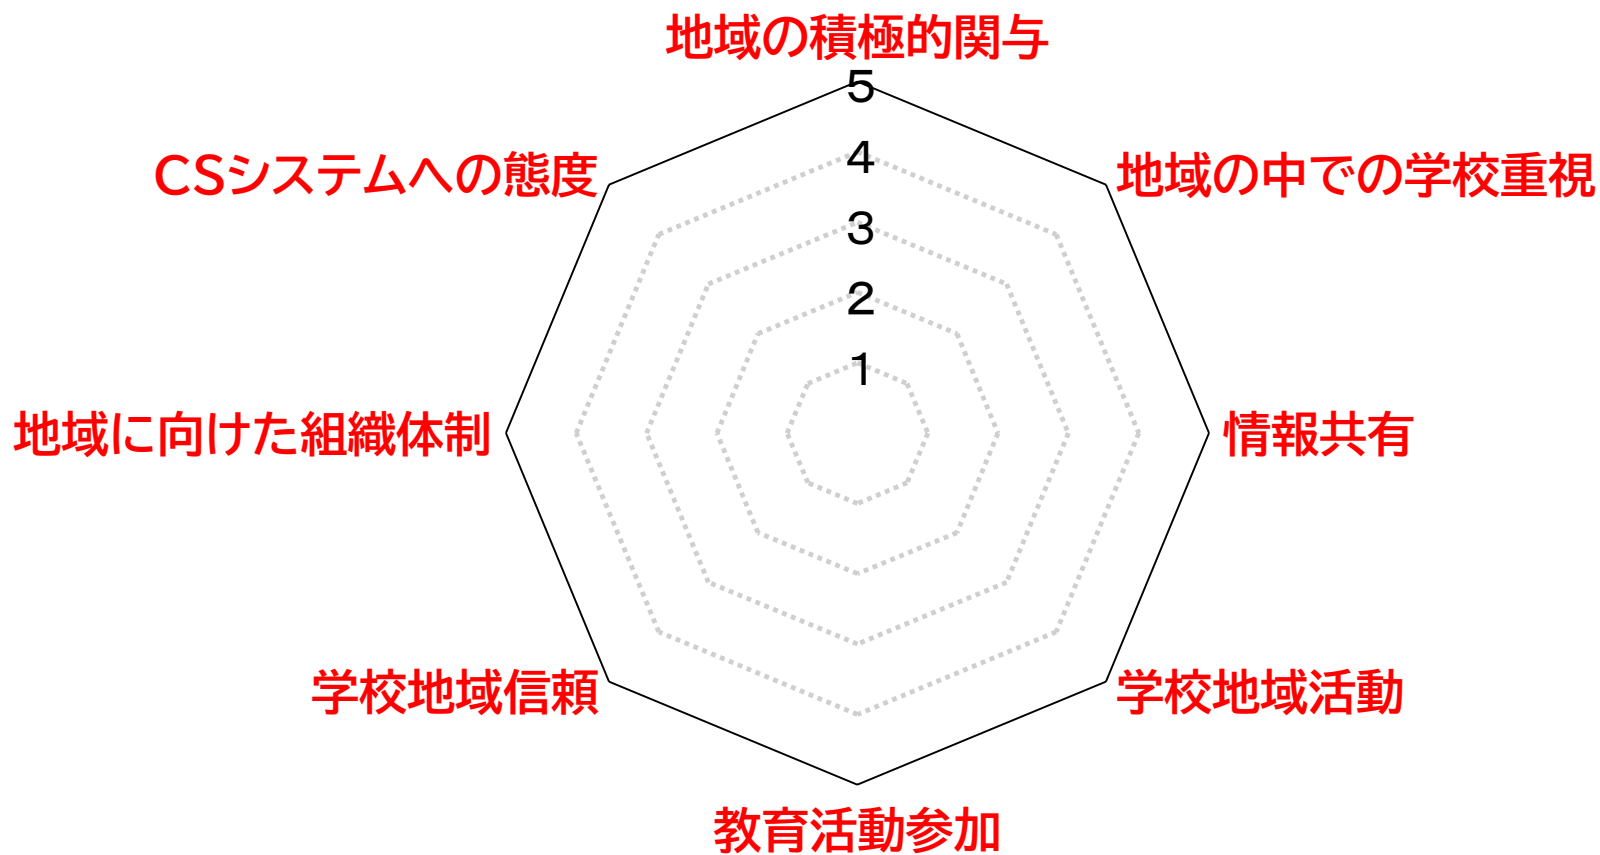 地域の積極的関与
5
4
3
2
1
CSシステムへの態度
地域の中での学校重視
地域に向けた組織体制
情報共有
学校地域信頼
学校地域活動
教育活動参加